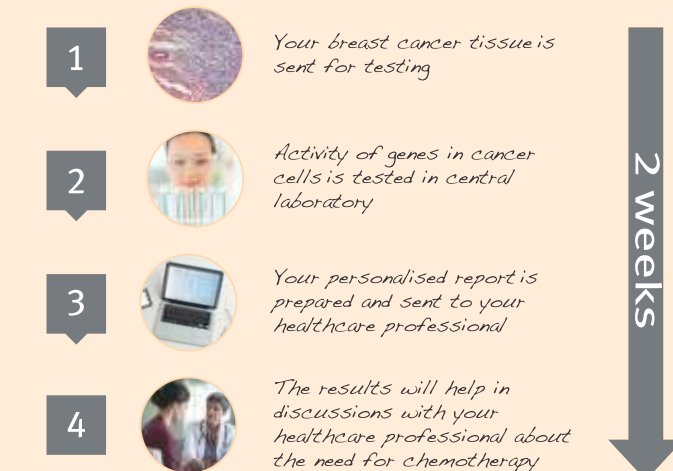 1
Your breast cancer tissue is
sent for testing
2
Activity of genes in cancer
cells is tested in central
laboratory
3
Your personalised report is
prepared and sent to your
healthcare professional
4
The results will help in
discussions with your
healthcare professional about
the need for chemotherapy
2 weeks